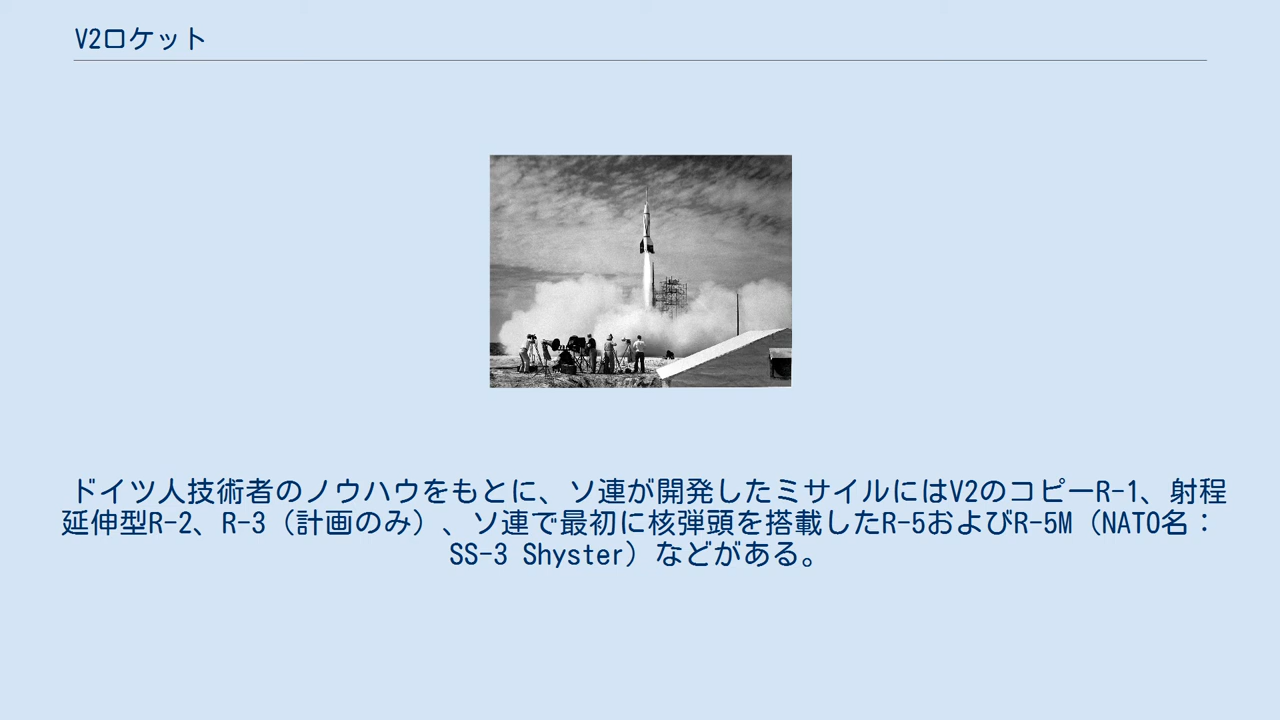 V2ロケット
ドイツ人技術者のノウハウをもとに、ソ連が開発したミサイルにはV2のコピーR-1、射程
延伸型R-2、R-3（計画のみ）、ソ連で最初に核弾頭を搭載したR-5およびR-5M（NATO名：
SS-3 Shyster）などがある。